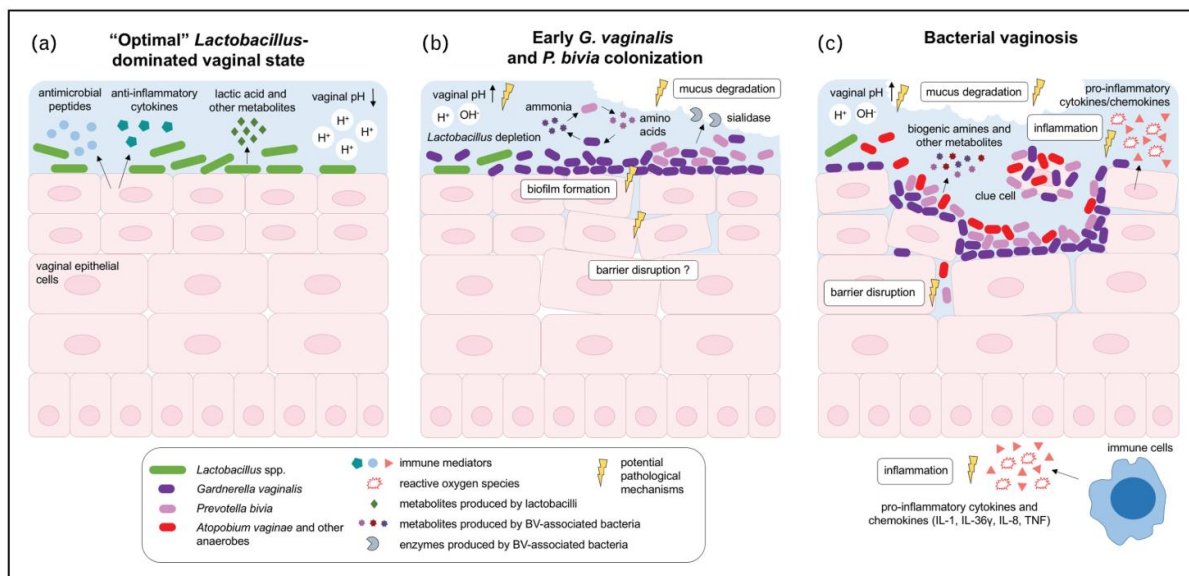 (a)
"Optimal" Lactobacillus-
dominated vaginal state
antimicrobial
peptides
anti-inflammatory
cytokines
lactic acid and
other metabolites
vaginal pH
H+
H+
H+
H+
vaginal epithelial
cells
(b)
Early G. vaginalis
and P. bivia colonization
vaginal pH
H+
OH-
Lactobacillus depletion
ammonia
amino
acids
mucus degradation
sialidase
biofilm formation
barrier disruption ?
(c)
Bacterial vaginosis
vaginal pH
H+
OH-
mucus degradation
pro-inflammatory
cytokines/chemokines
inflammation
biogenic amines and
other metabolites
clue cell
barrier disruption
inflammation
immune cells
pro-inflammatory cytokines and
chemokines (IL-1, IL-36γ, IL-8, TNF)
Lactobacillus spp.
Gardnerella vaginalis
Prevotella bivia
Atopobium vaginae and other
anaerobes
immune mediators
reactive oxygen species
metabolites produced by lactobacilli
metabolites produced by BV-associated bacteria
enzymes produced by BV-associated bacteria
potential
pathological
mechanisms